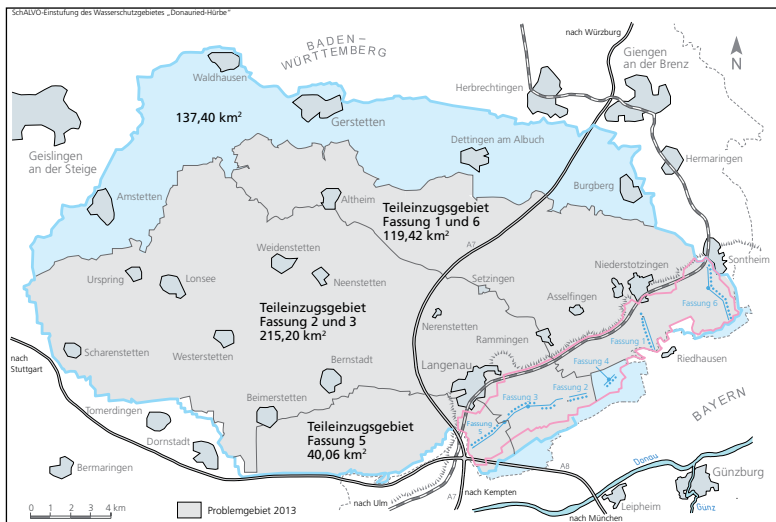 SchALVO-Einstufung des Wasserschutzgebietes „Donauried-Hürbe"
BADEN-
WÜRTTEMBERG
nach Würzburg
Giengen
an der Brenz
N
Waldhausen
Herbrechtingen
137,40 km²
Gerstetten
Geislingen
an der Steige
Dettingen am Albuch
Hermaringen
Amstetten
Altheim
Burgberg
Teileinzugsgebiet
Fassung 1 und 6
119,42 km²
A7
Weidenstetten
Urspring
Lonsee
Neenstetten
Setzingen
Niederstotzingen
Sontheim
Asselfingen
Fassung 6
Teileinzugsgebiet
Fassung 2 und 3
215,20 km²
Nerenstetten
Rammingen
Fassung 1
nach
Stuttgart
Scharenstetten
Westerstetten
Bernstadt
Langenau
Riedhausen
Fassung 4
Fassung 2
Fassung 3
BAYERN
Tomerdingen
Beimerstetten
Teileinzugsgebiet
Fassung 5
40,06 km²
Fassung
5
Dornstadt
Bermaringen
A8
Donau
Günzburg
nach Ulm
A7
nach Kempten
Leipheim
Günz
nach München
0 1 2 3 4 km
Problemgebiet 2013